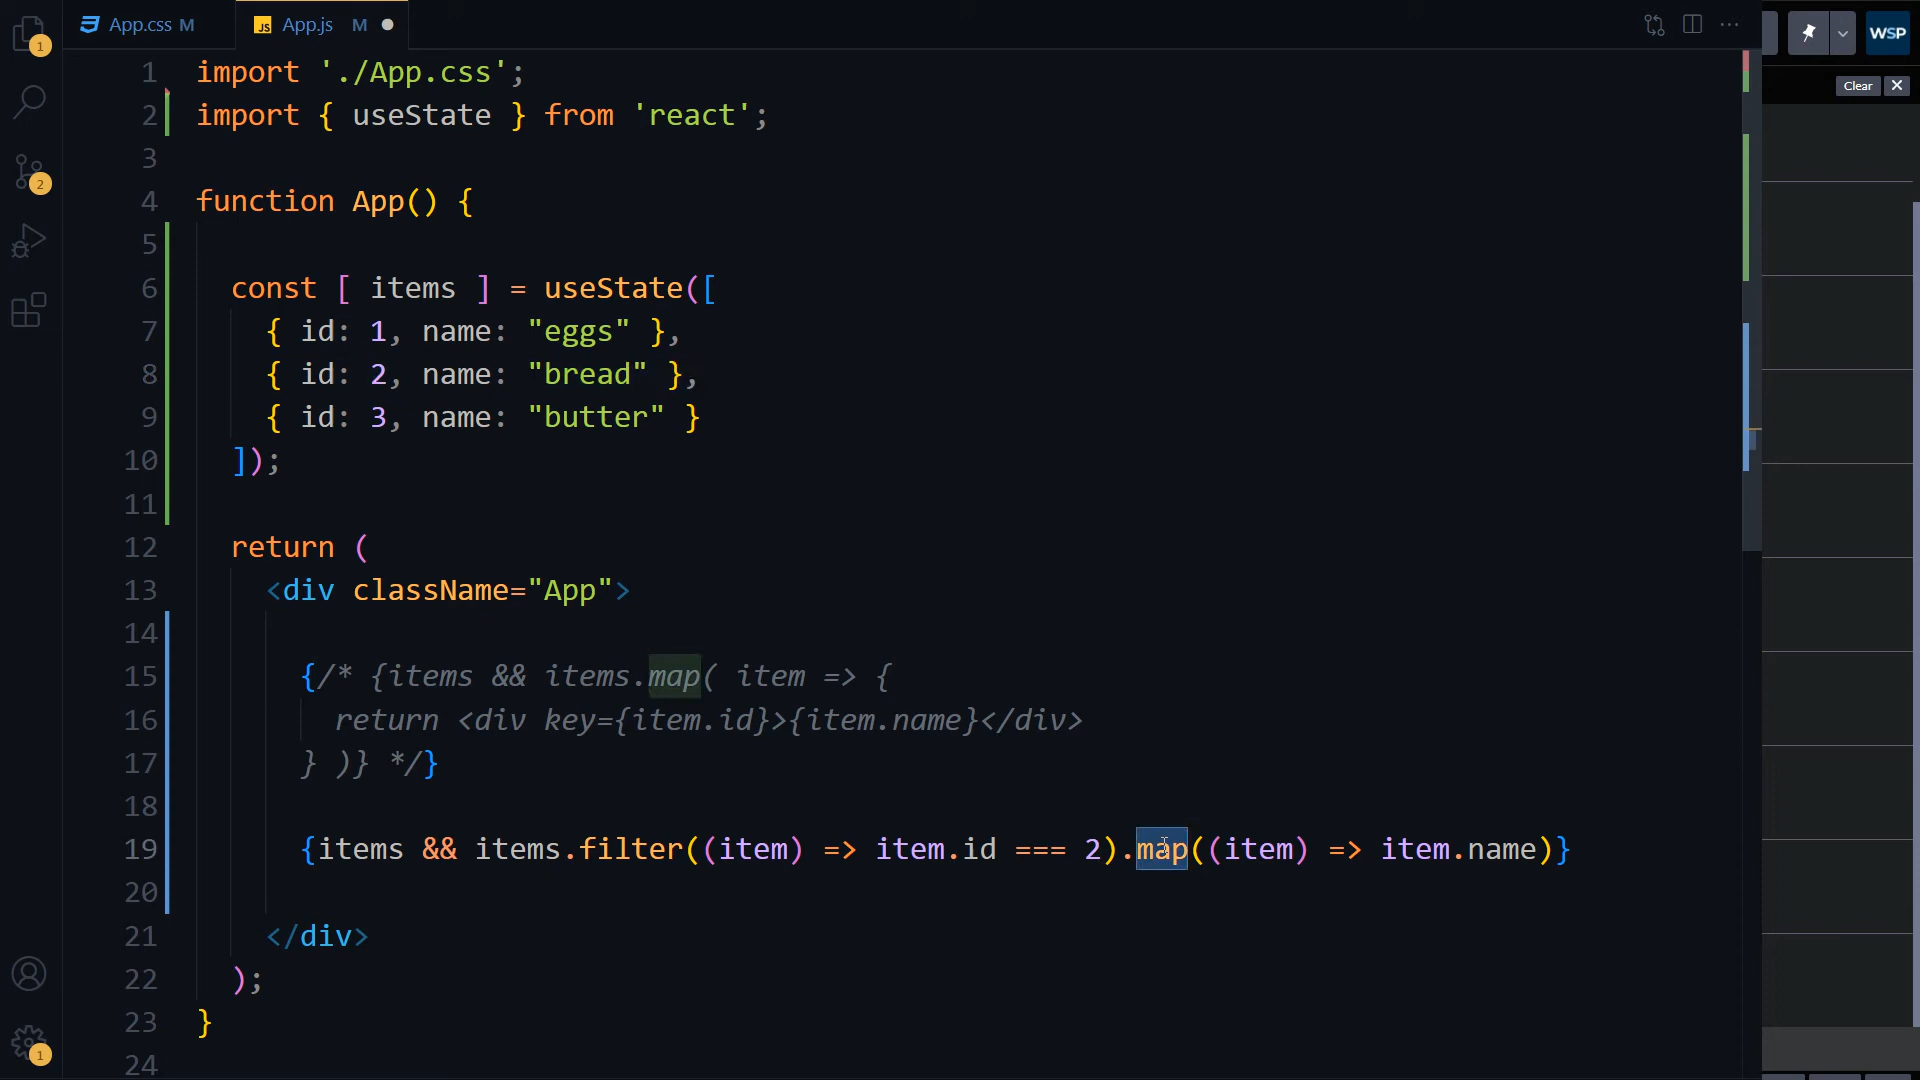 App.css M
JS App.js M
WSP
Clear
1
2
1
1 import './App.css';
2 import { useState } from 'react';
3
4 function App() {
5
6 const [ items ] = useState([
7 { id: 1, name: "eggs" },
8 { id: 2, name: "bread" },
9 { id: 3, name: "butter" }
10 ]);
11
12 return (
13 <div className="App">
14
15 {/* {items && items.map( item => {
16 return <div key={item.id}>{item.name}</div>
17 } )} */}
18
19 {items && items.filter((item) => item.id === 2).map((item) => item.name)}
20
21 </div>
22 );
23 }
24